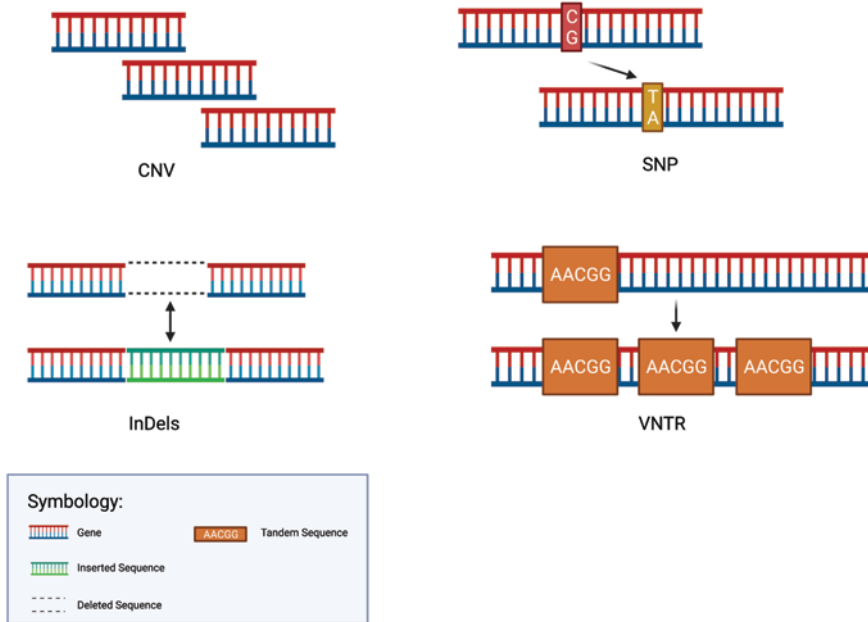 C
G
T
A
CNV
SNP
AACGG
AACGG
AACGG
AACGG
InDels
VNTR
Symbology:
Gene
AACGG
Tandem Sequence
Inserted Sequence
Deleted Sequence